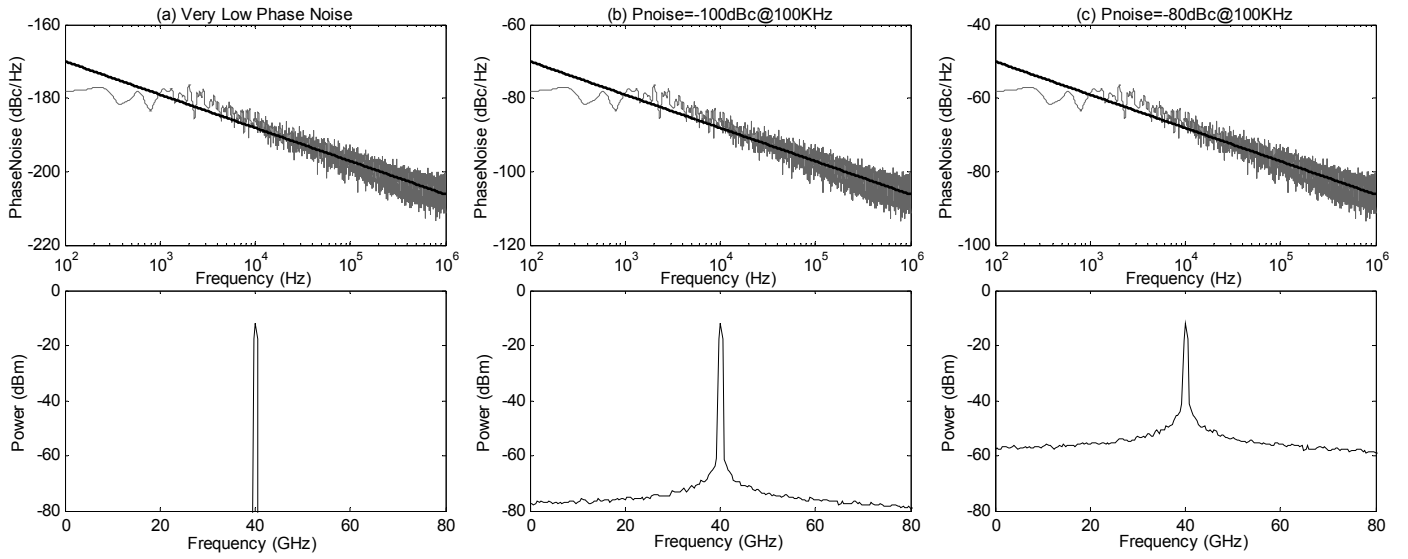 (a) Very Low Phase Noise
-160
-180
-200
-220
PhaseNoise (dBc/Hz)
10^2 10^3 10^4 10^5 10^6
Frequency (Hz)
(b) Pnoise=-100dBc@100KHz
-60
-80
-100
-120
PhaseNoise (dBc/Hz)
10^2 10^3 10^4 10^5 10^6
Frequency (Hz)
(c) Pnoise=-80dBc@100KHz
-40
-60
-80
-100
PhaseNoise (dBc/Hz)
10^2 10^3 10^4 10^5 10^6
Frequency (Hz)
0
-20
-40
-60
-80
Power (dBm)
0 20 40 60 80
Frequency (GHz)
0
-20
-40
-60
-80
Power (dBm)
0 20 40 60 80
Frequency (GHz)
0
-20
-40
-60
-80
Power (dBm)
0 20 40 60 80
Frequency (GHz)